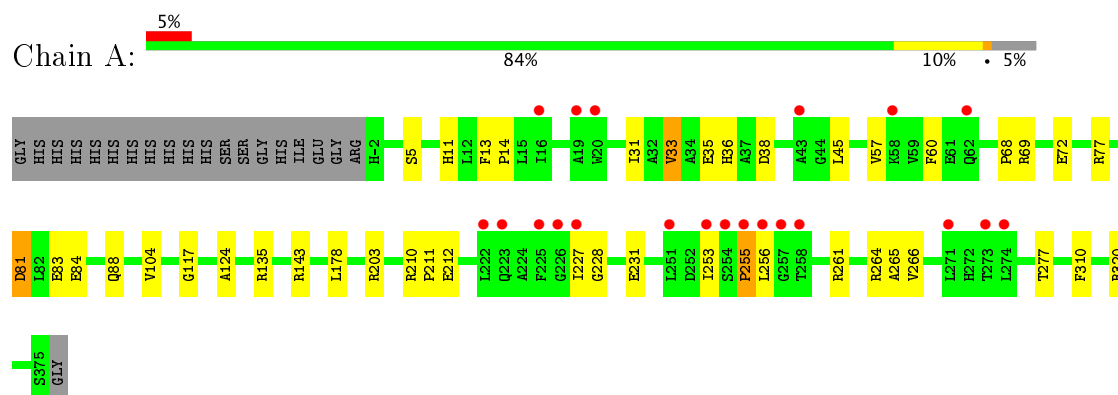 5%
Chain A:
84% 10% • 5%
GLY HIS HIS HIS HIS HIS HIS HIS HIS HIS HIS SER SER GLY HIS ILE GLU GLY ARG H-2 S5 H11 L12 F13 P14 L15 I16 A19 W20 I31 A32 V33 A34 E35 H36 A37 D38 A43 G44 L45 V57 K58 V59 F60 E61 Q62 P68 R69 E72 R77
D81 L82 E83 E84 Q88 V104 G117 A124 R135 R143 L178 R203 R210 P211 E212 L222 Q223 A224 F225 G226 I227 G228 E231 L251 D252 I253 S254 P255 L256 G257 T258 R261 R264 A265 V266 L271 H272 T273 L274 T277 F310
S375 GLY